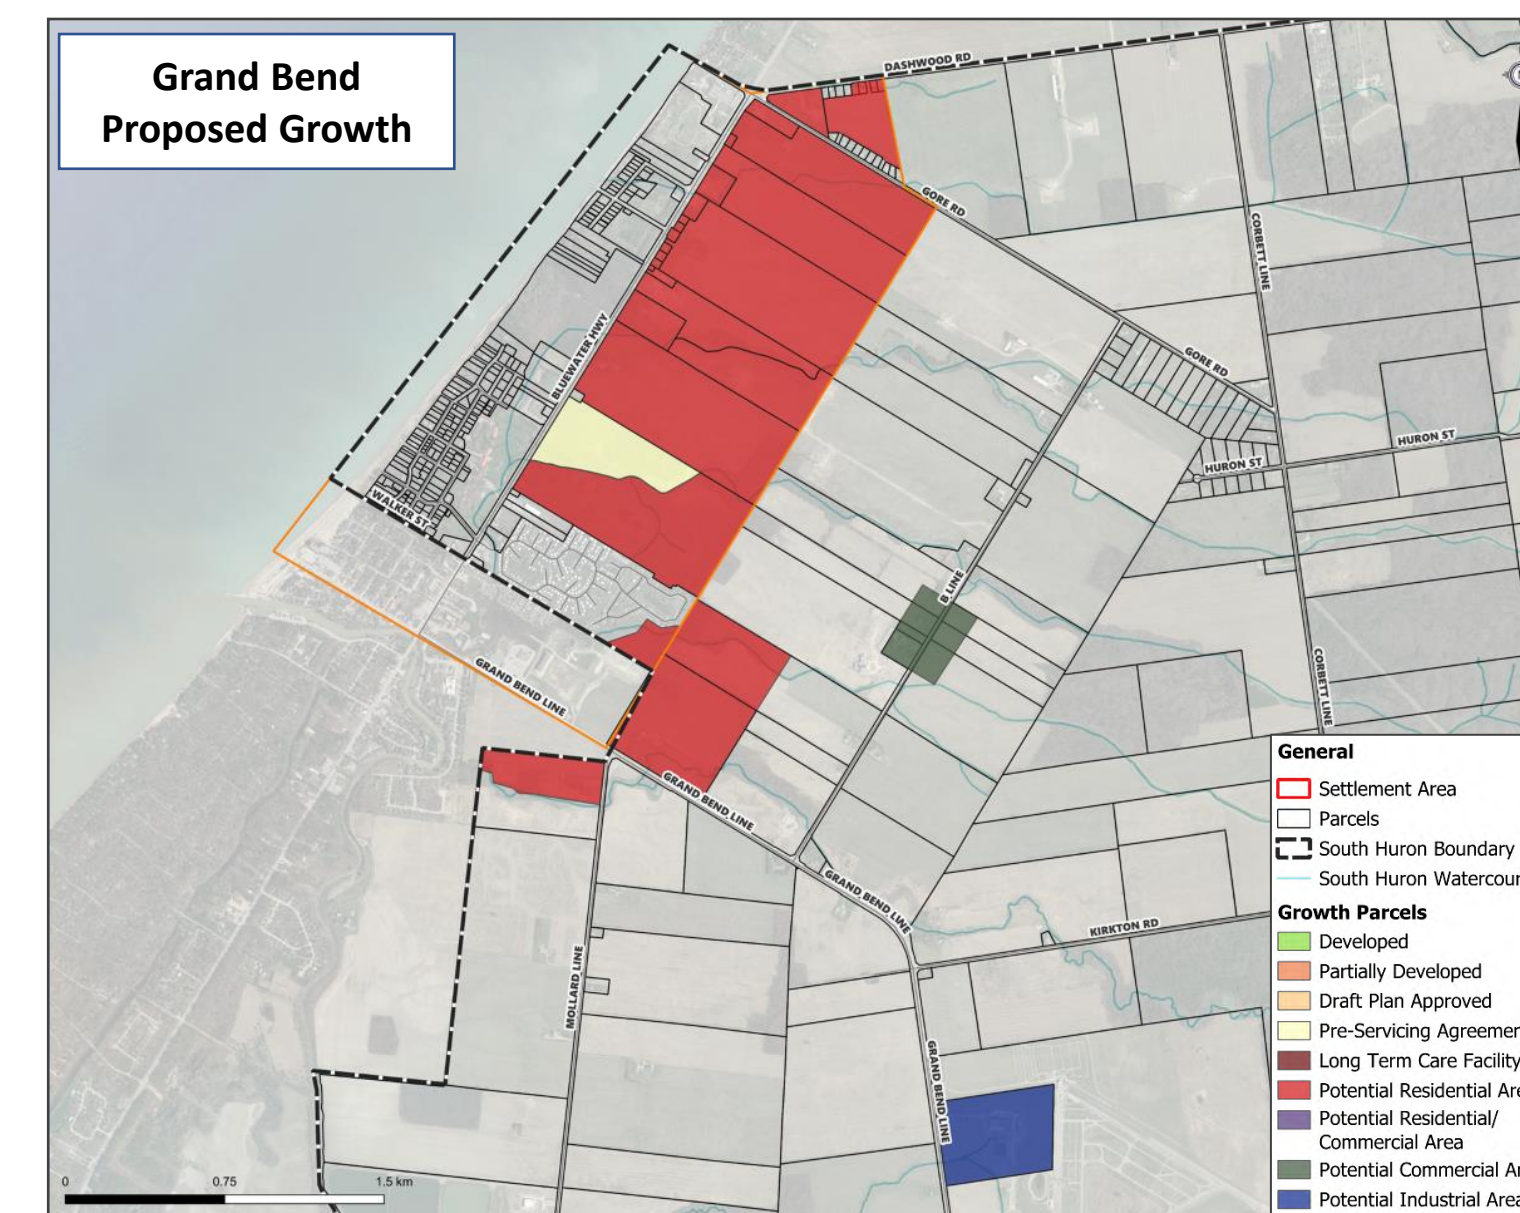 Grand Bend
Proposed Growth
DASHWOOD RD
GORE RD
CORBETT LINE
BLUEWATER HWY
GORE RD
HURON ST
HURON ST
WALKER ST
B LINE
GRAND BEND LINE
CORBETT LINE
GRAND BEND LINE
GRAND BEND LINE
KIRKTON RD
MOLLARD LINE
GRAND BEND LINE
0 0.75 1.5 km
General
Settlement Area
Parcels
South Huron Boundary
South Huron Watercour
Growth Parcels
Developed
Partially Developed
Draft Plan Approved
Pre-Servicing Agreemen
Long Term Care Facility
Potential Residential Are
Potential Residential/
Commercial Area
Potential Commercial Ar
Potential Industrial Area